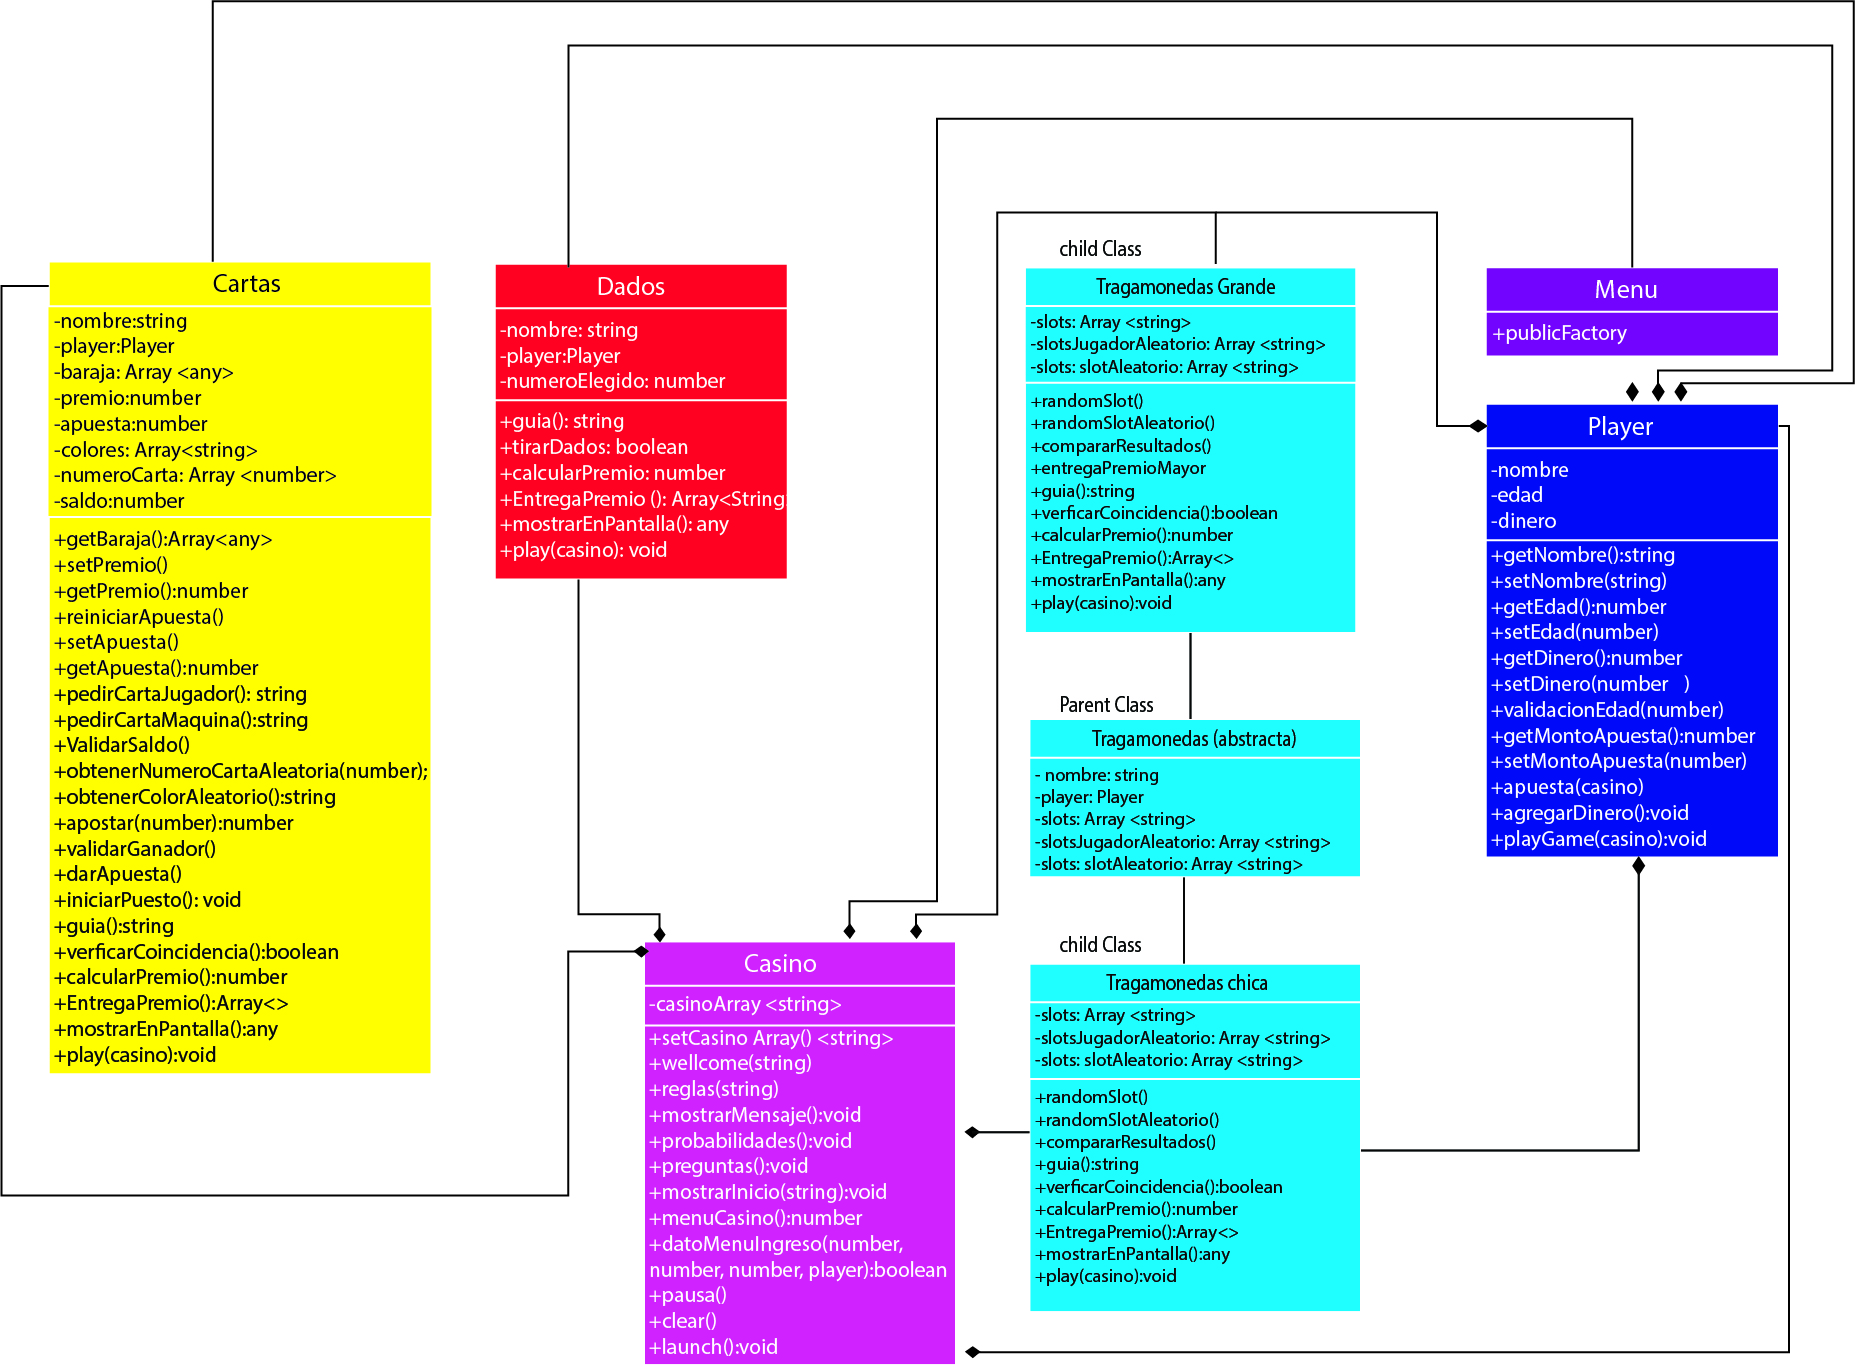 Cartas
-nombre:string
-player:Player
-baraja: Array <any>
-premio:number
-apuesta:number
-colores: Array<string>
-numeroCarta: Array <number>
-saldo:number
+getBaraja():Array<any>
+setPremio()
+getPremio():number
+reiniciarApuesta()
+setApuesta()
+getApuesta():number
+pedirCartaJugador(): string
+pedirCartaMaquina():string
+ValidarSaldo()
+obtenerNumeroCartaAleatoria(number);
+obtenerColorAleatorio():string
+apostar(number):number
+validarGanador()
+darApuesta()
+iniciarPuesto(): void
+guia():string
+verficarCoincidencia():boolean
+calcularPremio():number
+EntregaPremio():Array<>
+mostrarEnPantalla():any
+play(casino):void
Dados
-nombre: string
-player:Player
-numeroElegido: number
+guia(): string
+tirarDados: boolean
+calcularPremio: number
+EntregaPremio (): Array<String>
+mostrarEnPantalla(): any
+play(casino): void
child Class
Tragamonedas Grande
-slots: Array <string>
-slotsJugadorAleatorio: Array <string>
-slots: slotAleatorio: Array <string>
+randomSlot()
+randomSlotAleatorio()
+compararResultados()
+entregaPremioMayor
+guia():string
+verficarCoincidencia():boolean
+calcularPremio():number
+EntregaPremio():Array<>
+mostrarEnPantalla():any
+play(casino):void
Parent Class
Tragamonedas (abstracta)
- nombre: string
-player: Player
-slots: Array <string>
-slotsJugadorAleatorio: Array <string>
-slots: slotAleatorio: Array <string>
child Class
Tragamonedas chica
-slots: Array <string>
-slotsJugadorAleatorio: Array <string>
-slots: slotAleatorio: Array <string>
+randomSlot()
+randomSlotAleatorio()
+compararResultados()
+guia():string
+verficarCoincidencia():boolean
+calcularPremio():number
+EntregaPremio():Array<>
+mostrarEnPantalla():any
+play(casino):void
Menu
+publicFactory
Player
-nombre
-edad
-dinero
+getNombre():string
+setNombre(string)
+getEdad():number
+setEdad(number)
+getDinero():number
+setDinero(number )
+validacionEdad(number)
+getMontoApuesta():number
+setMontoApuesta(number)
+apuesta(casino)
+agregarDinero():void
+playGame(casino):void
Casino
-casinoArray <string>
+setCasino Array() <string>
+wellcome(string)
+reglas(string)
+mostrarMensaje():void
+probabilidades():void
+preguntas():void
+mostrarInicio(string):void
+menuCasino():number
+datoMenuIngreso(number,
number, number, player):boolean
+pausa()
+clear()
+launch():void